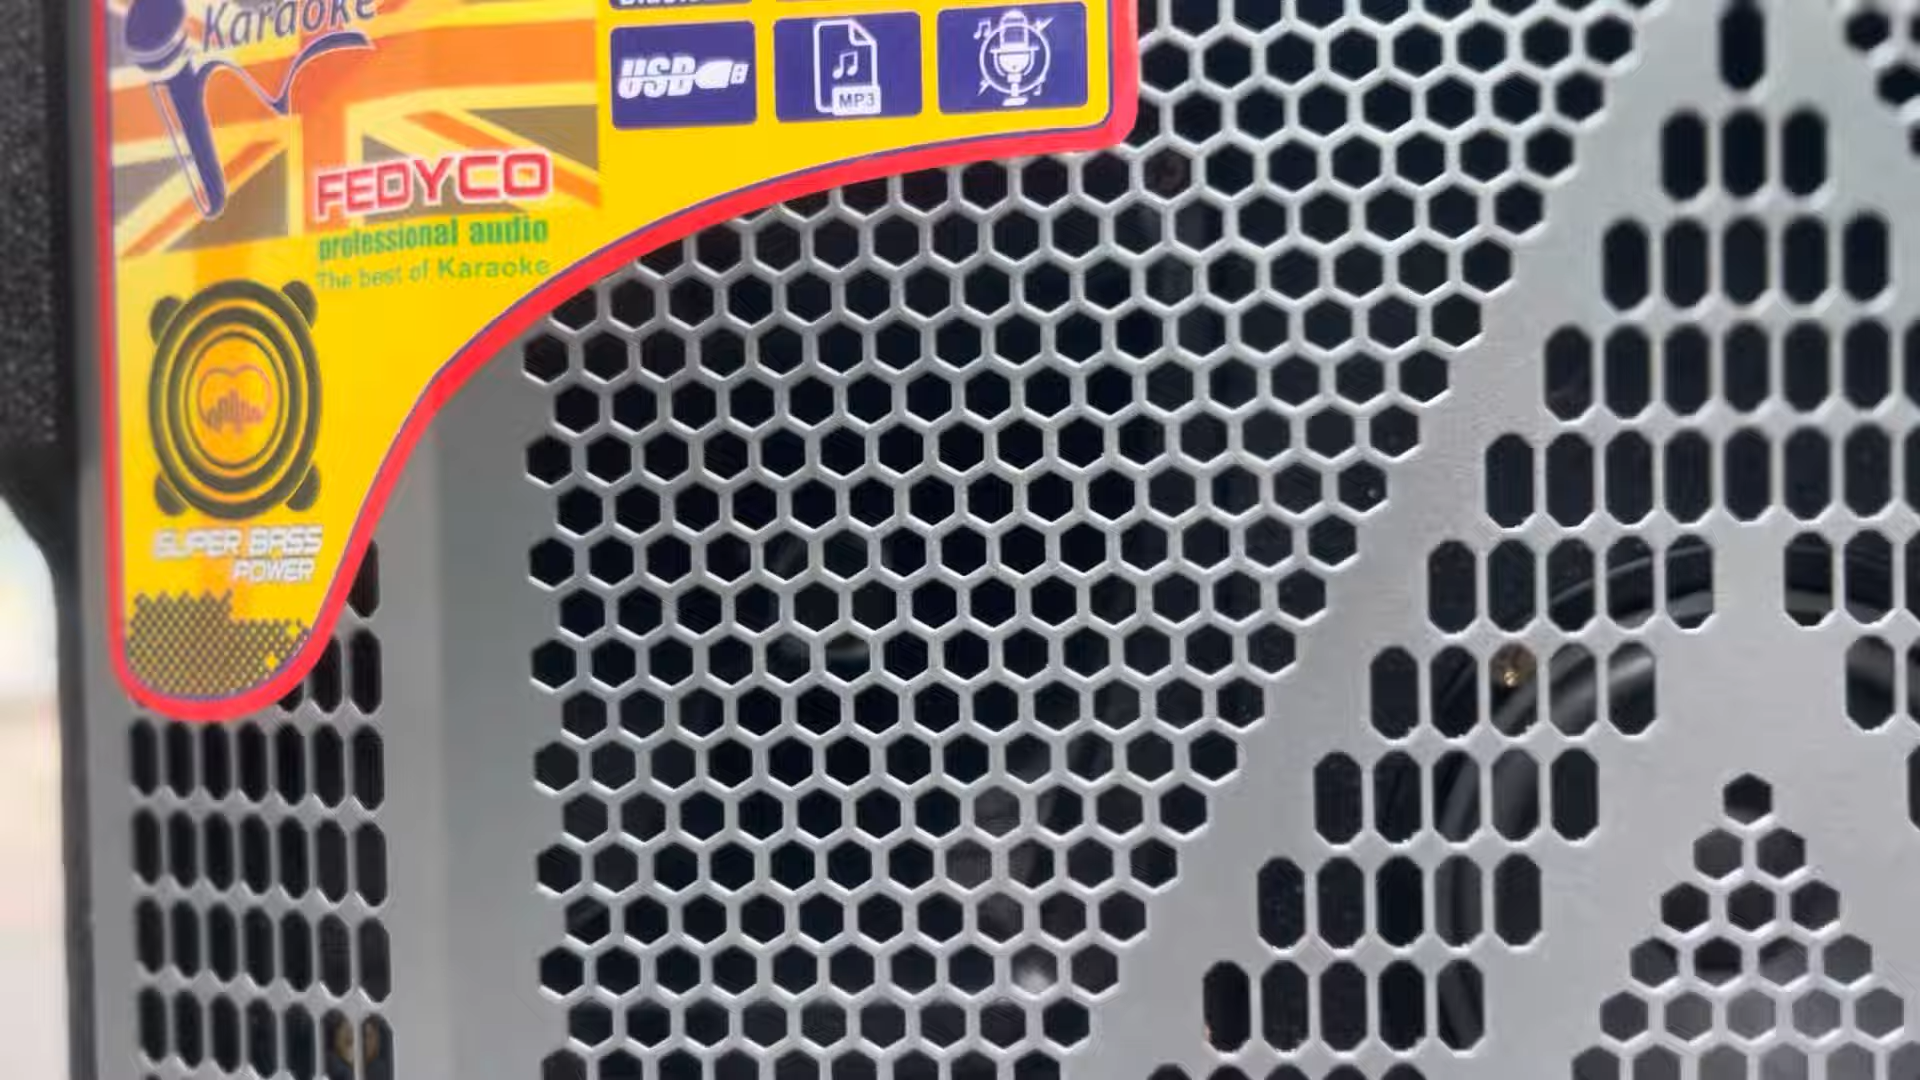 Karaoke
USB
MP3
FEDYCO
professional audio
The best of Karaoke
SUPER BASS
POWER